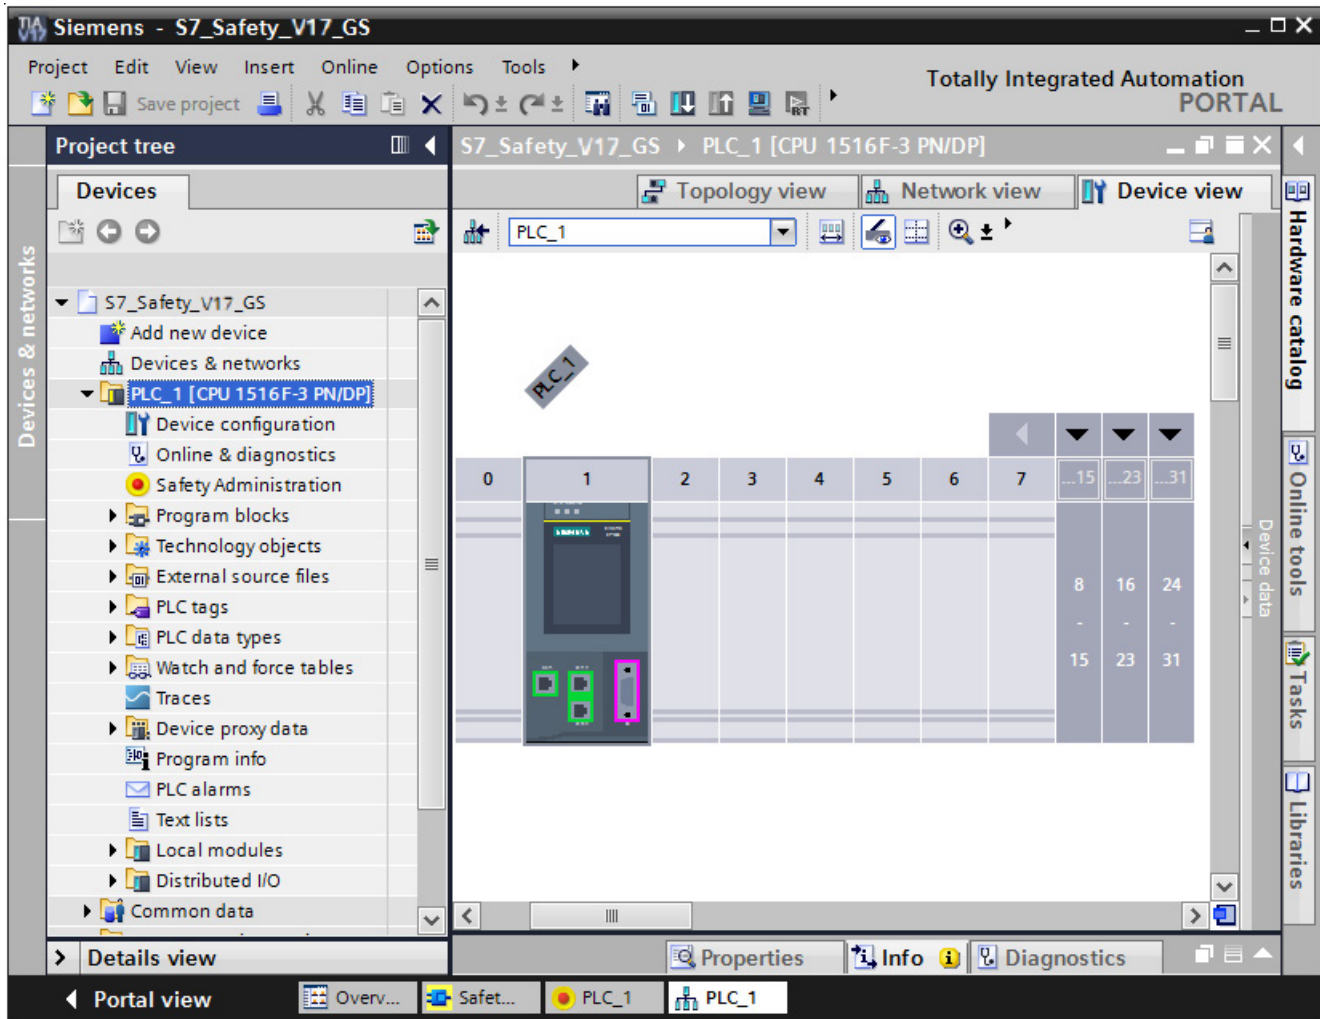 Siemens - S7_Safety_V17_GS
Project Edit View Insert Online Options Tools
Totally Integrated Automation
PORTAL
Save project
Project tree
S7_Safety_V17_GS PLC_1 [CPU 1516F-3 PN/DP]
Devices
Topology view Network view Device view
PLC_1
Devices & networks
S7_Safety_V17_GS
Add new device
Devices & networks
PLC_1 [CPU 1516F-3 PN/DP]
Device configuration
Online & diagnostics
Safety Administration
Program blocks
Technology objects
External source files
PLC tags
PLC data types
Watch and force tables
Traces
Device proxy data
Program info
PLC alarms
Text lists
Local modules
Distributed I/O
Common data
Details view
PLC_1
0 1 2 3 4 5 6 7 ...15 ...23 ...31
SIEMENS
8 16 24
- - -
15 23 31
Device data
Hardware catalog
Online tools
Tasks
Libraries
Properties Info Diagnostics
Portal view Overv... Safet... PLC_1 PLC_1